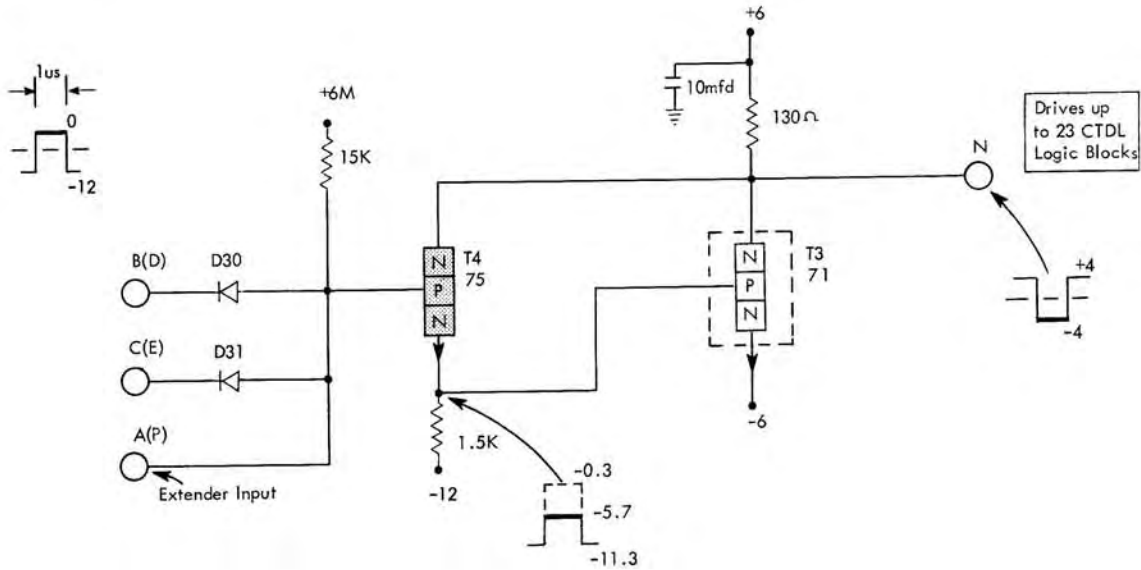 +6
1us
0
-12
+6M
15K
10mfd
130Ω
N
Drives up
to 23 CTDL
Logic Blocks
B(D)
D30
N
P
N
T4
75
N
P
N
T3
71
+4
-4
C(E)
D31
A(P)
Extender Input
1.5K
-12
-6
-0.3
-5.7
-11.3